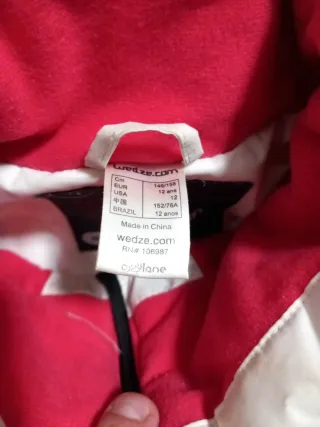 wedze.com
Cm 146/154
EUR 12 ans
USA 12
中国 152/76A
BRAZIL 12 anos
Made in China
wedze.com
RN# 106987